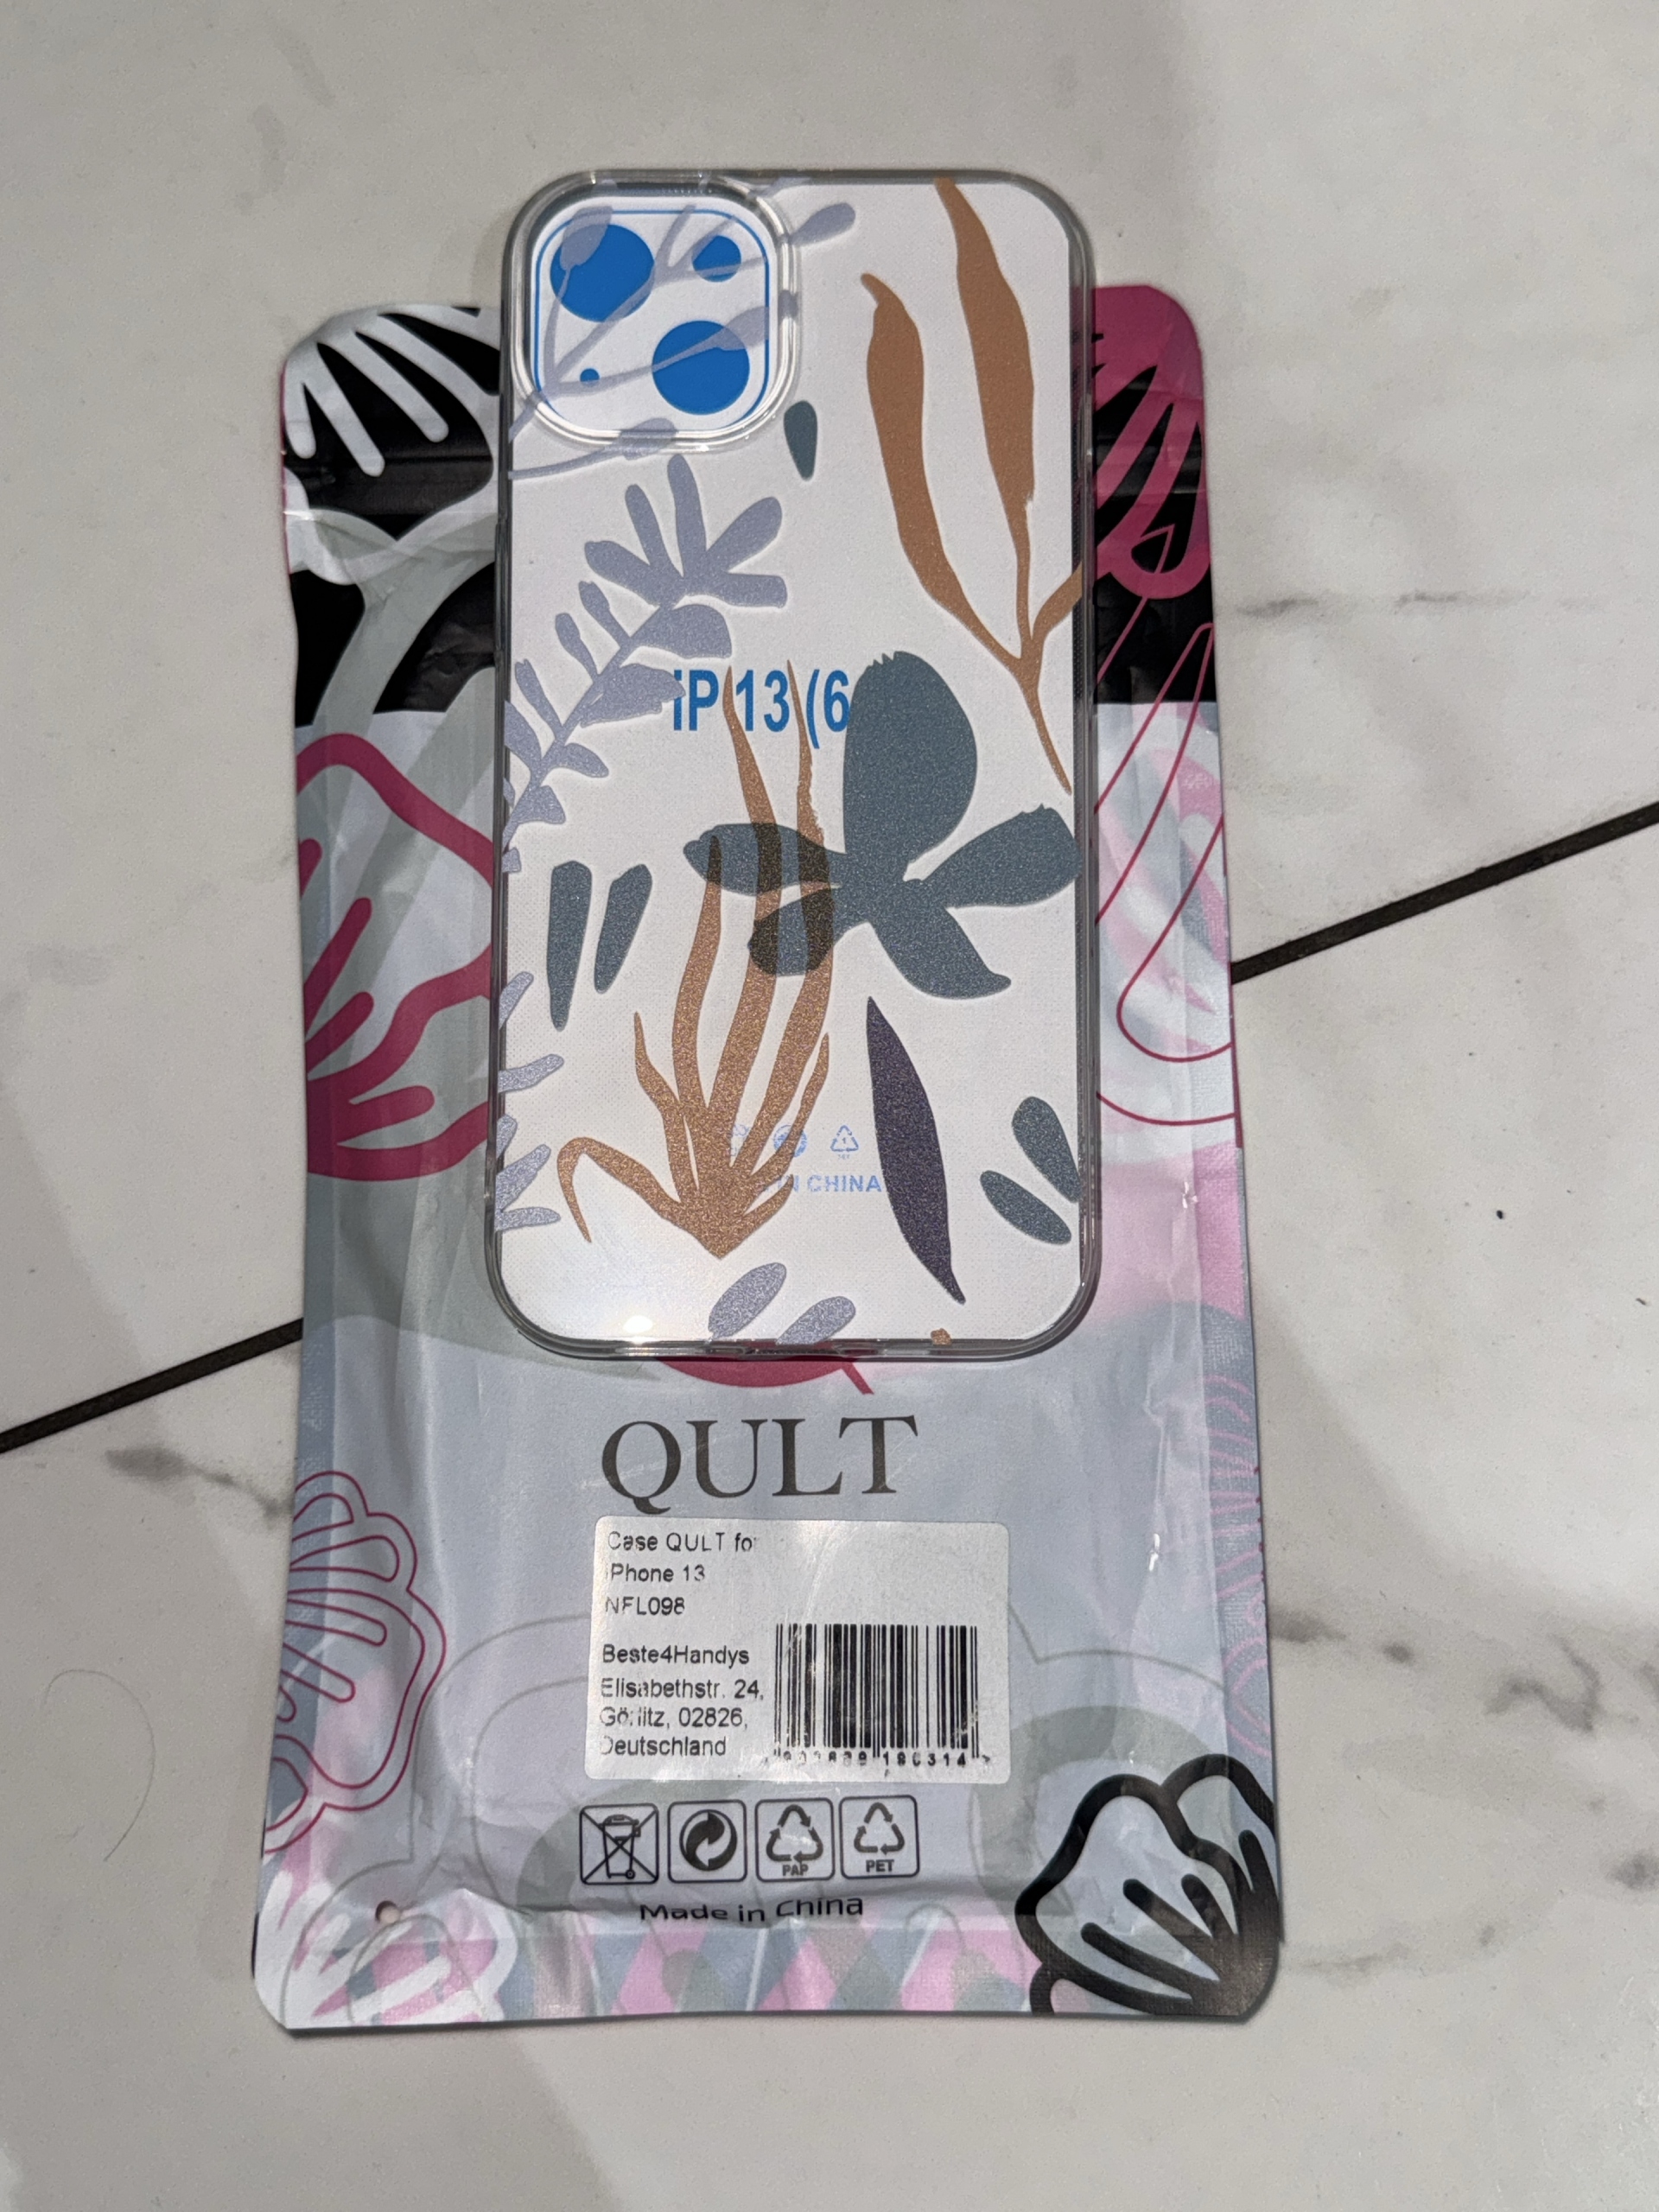 iP 13 (6
CHINA
QULT
Case QULT for
iPhone 13
NFL098
Beste4Handys
Elisabethstr. 24,
Görlitz, 02826,
Deutschland
PAP
PET
Made in China